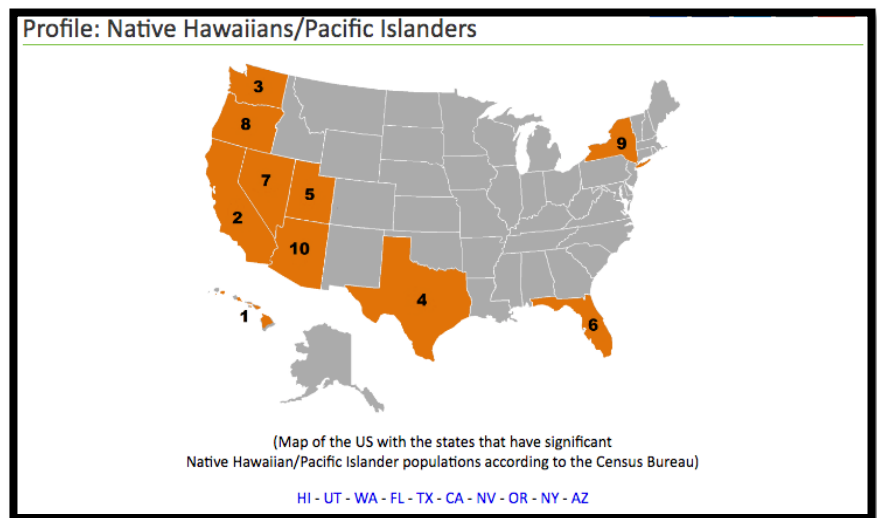 Profile: Native Hawaiians/Pacific Islanders
3
8
9
7
5
2
10
4
1
6
(Map of the US with the states that have significant
Native Hawaiian/Pacific Islander populations according to the Census Bureau)
HI - UT - WA - FL - TX - CA - NV - OR - NY - AZ